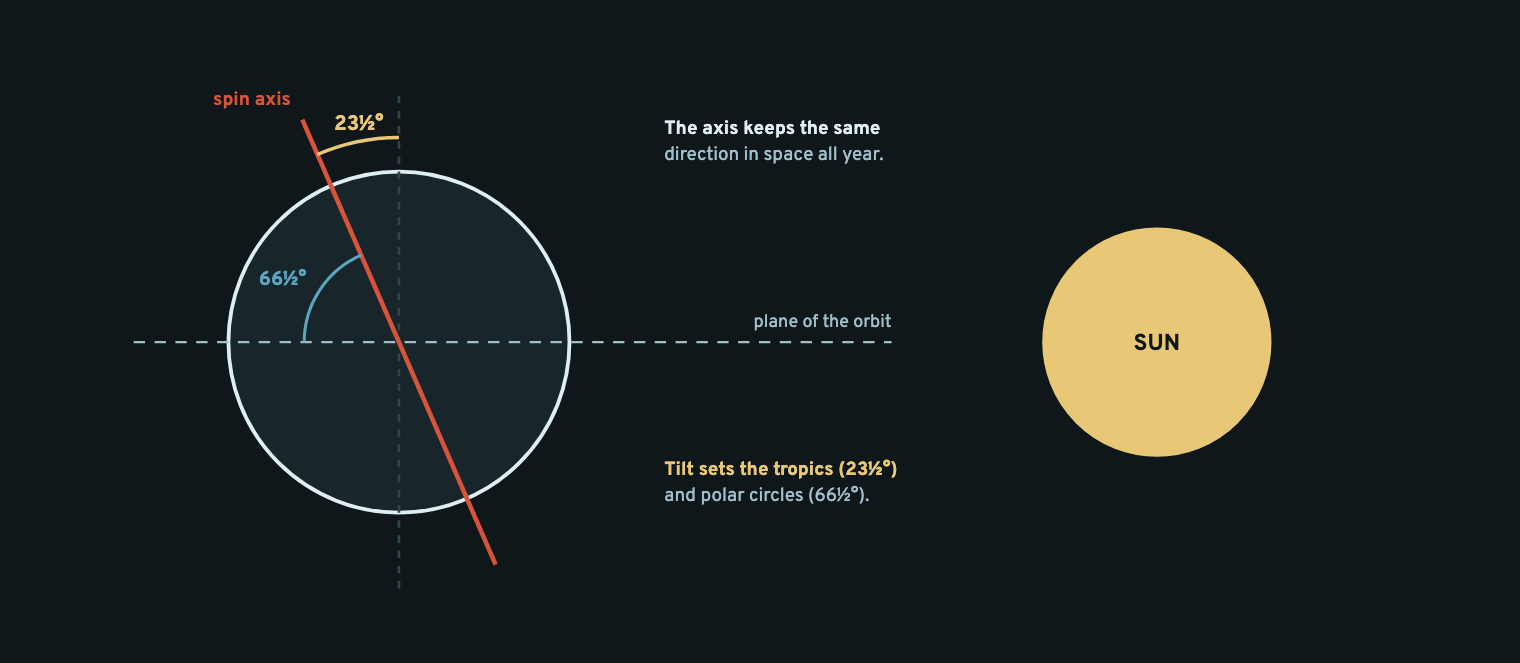 spin axis
23½°
The axis keeps the same
direction in space all year.
66½°
plane of the orbit
SUN
Tilt sets the tropics (23½°)
and polar circles (66½°).